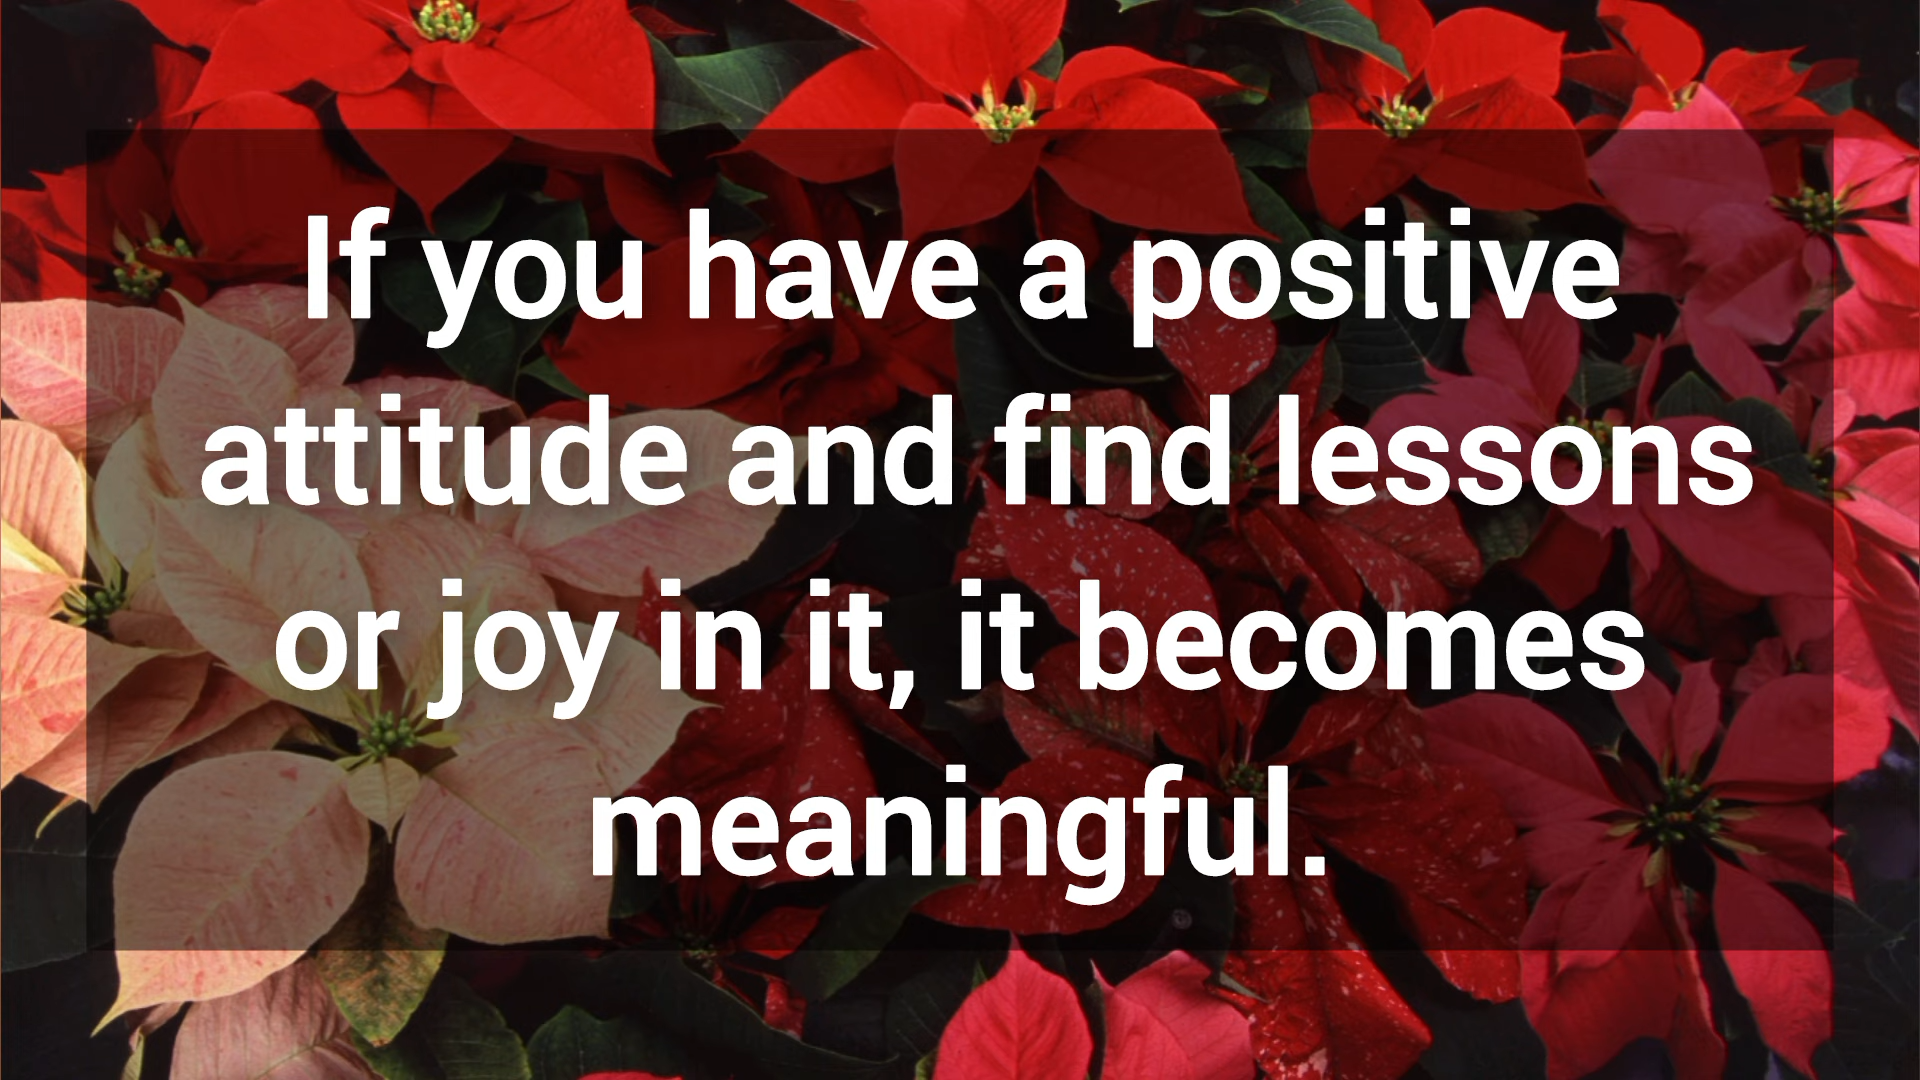 If you have a positive
attitude and find lessons
or joy in it, it becomes
meaningful.